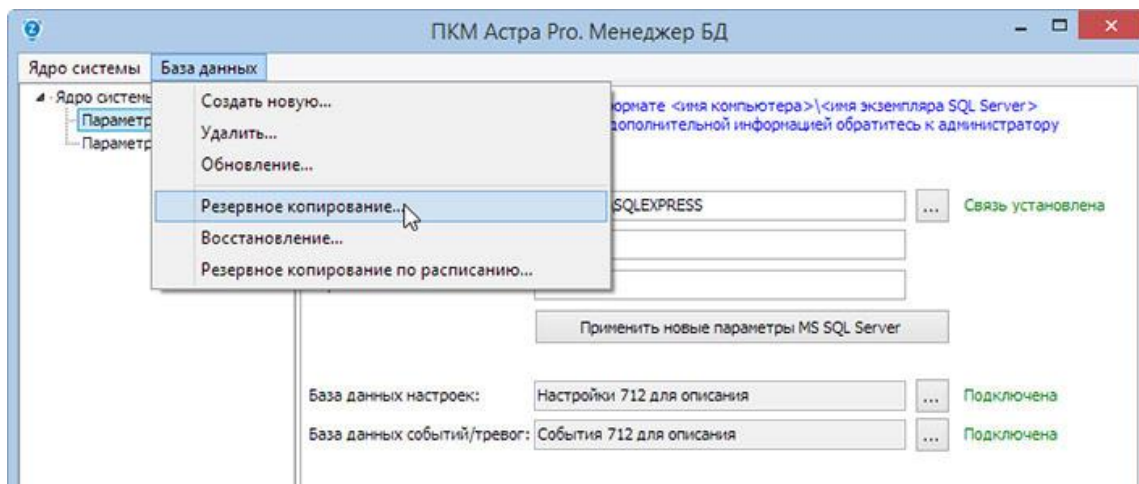 ПКМ Астра Pro. Менеджер БД
Ядро системы База данных
Ядро системы
Параметр
Параметр
Создать новую...
Удалить...
Обновление...
Резервное копирование...
Восстановление...
Резервное копирование по расписанию...
<имя компьютера>\<имя экземпляра SQL Server>
дополнительной информацией обратитесь к администратору
SQLEXPRESS ... Связь установлена
Применить новые параметры MS SQL Server
База данных настроек: Настройки 712 для описания ... Подключена
База данных событий/тревог: События 712 для описания ... Подключена